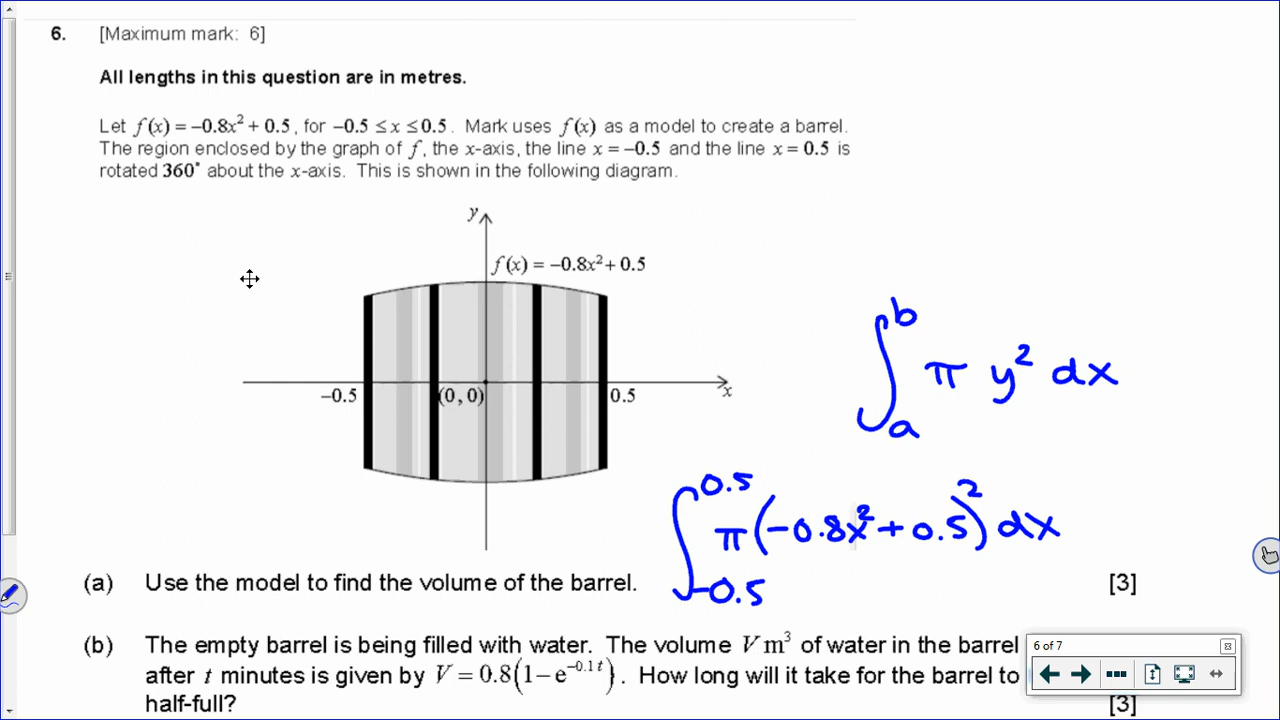 6. [Maximum mark: 6]
All lengths in this question are in metres.
Let f(x) = −0.8x² + 0.5, for −0.5 ≤ x ≤ 0.5. Mark uses f(x) as a model to create a barrel.
The region enclosed by the graph of f, the x-axis, the line x = −0.5 and the line x = 0.5 is
rotated 360° about the x-axis. This is shown in the following diagram.
y
f(x) = −0.8x² + 0.5
−0.5 (0, 0) 0.5 x
∫_a^b π y² dx
∫_{-0.5}^{0.5} π(−0.8x² + 0.5)² dx
(a) Use the model to find the volume of the barrel. [3]
(b) The empty barrel is being filled with water. The volume V m³ of water in the barrel
after t minutes is given by V = 0.8(1 − e^{−0.1t}). How long will it take for the barrel to
half-full? [3]
6 of 7